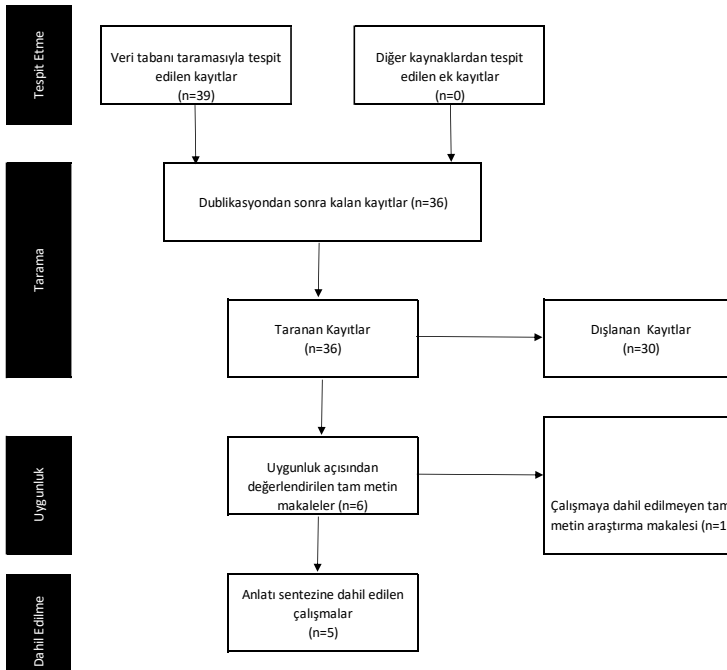 Tespit Etme
Veri tabanı taramasıyla tespit
edilen kayıtlar
(n=39)
Diğer kaynaklardan tespit
edilen ek kayıtlar
(n=0)
Tarama
Dublikasyondan sonra kalan kayıtlar (n=36)
Taranan Kayıtlar
(n=36)
Dışlanan Kayıtlar
(n=30)
Uygunluk
Uygunluk açısından
değerlendirilen tam metin
makaleler (n=6)
Çalışmaya dahil edilmeyen tam
metin araştırma makalesi (n=1
Dahil Edilme
Anlatı sentezine dahil edilen
çalışmalar
(n=5)